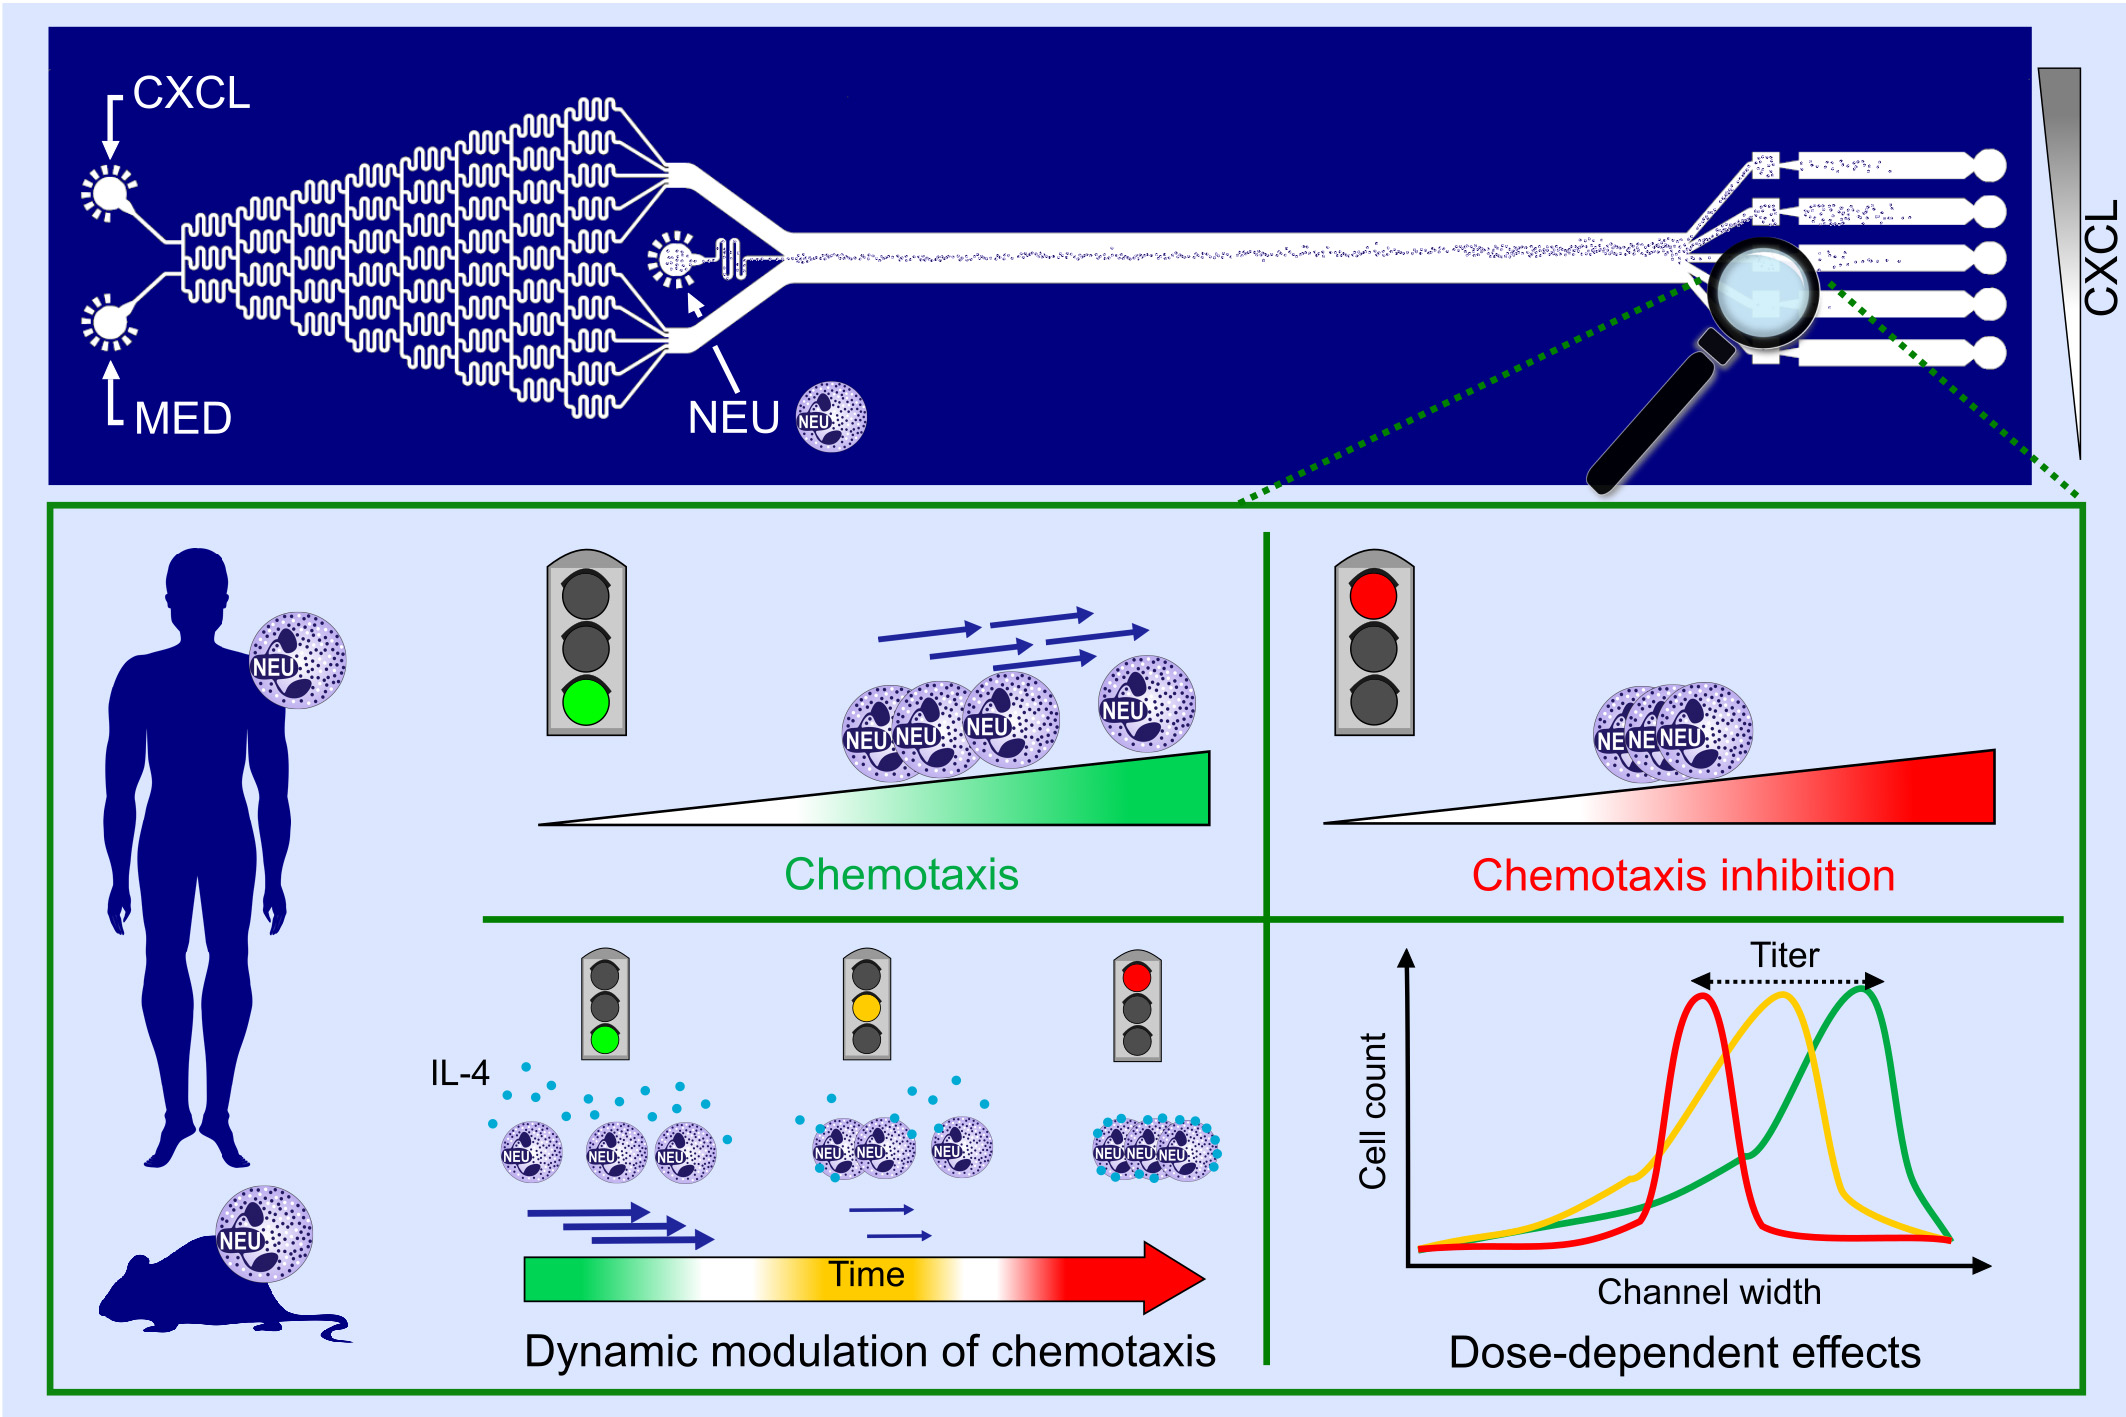 CXCL
MED
NEU
NEU
CXCL
NEU
NEU
NEU
NEU
NEU
NE
NE
NEU
Chemotaxis
Chemotaxis inhibition
IL-4
NEU
NEU
NEU
NEU
NEU
NEU
NEU
NEU
NEU
Time
Dynamic modulation of chemotaxis
NEU
Titer
Cell count
Channel width
Dose-dependent effects